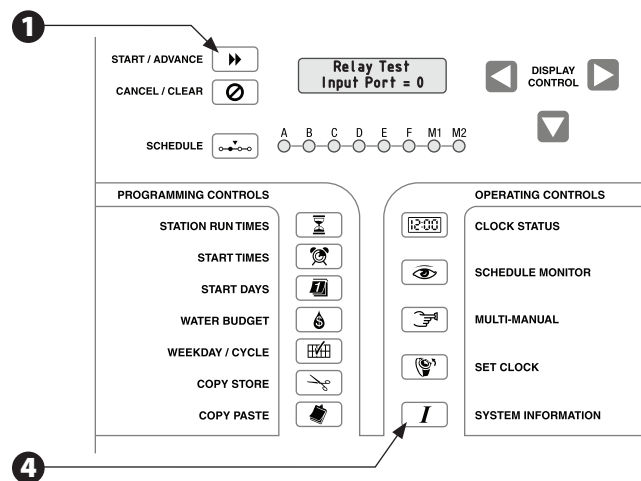 1
START / ADVANCE
Relay Test
Input Port = 0
DISPLAY
CONTROL
CANCEL / CLEAR
A B C D E F M1 M2
SCHEDULE
PROGRAMMING CONTROLS
OPERATING CONTROLS
STATION RUN TIMES
12:00
CLOCK STATUS
START TIMES
START DAYS
1
SCHEDULE MONITOR
WATER BUDGET
$
MULTI-MANUAL
WEEKDAY / CYCLE
SET CLOCK
COPY STORE
COPY PASTE
I
SYSTEM INFORMATION
4